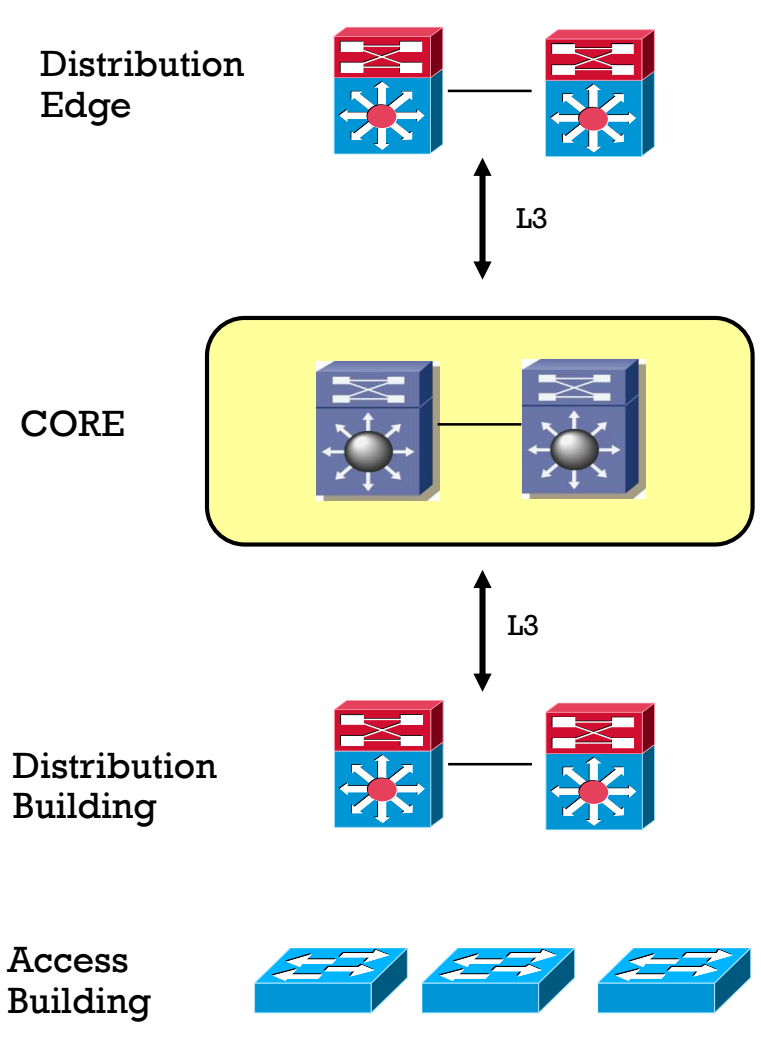 Distribution
Edge
L3
CORE
L3
Distribution
Building
Access
Building